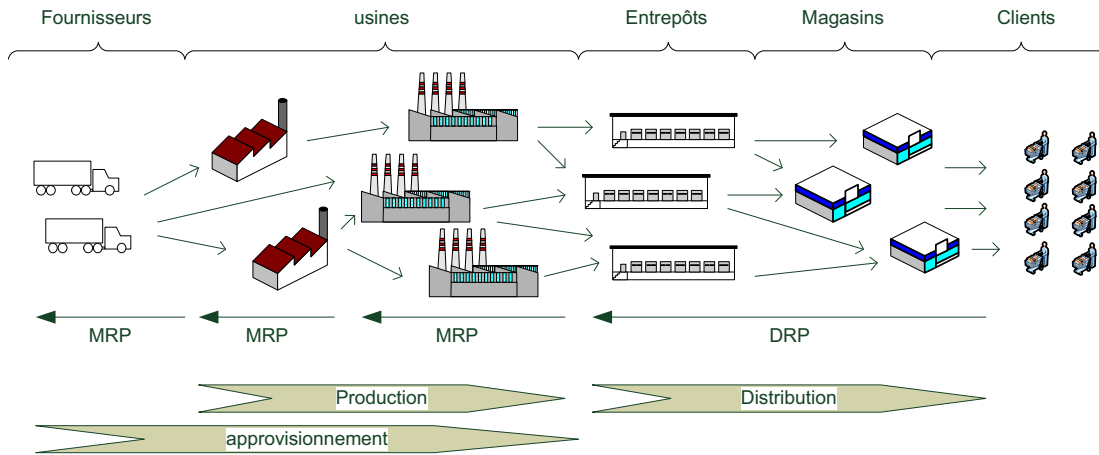 Fournisseurs
usines
Entrepôts
Magasins
Clients
MRP
MRP
MRP
DRP
Production
Distribution
approvisionnement